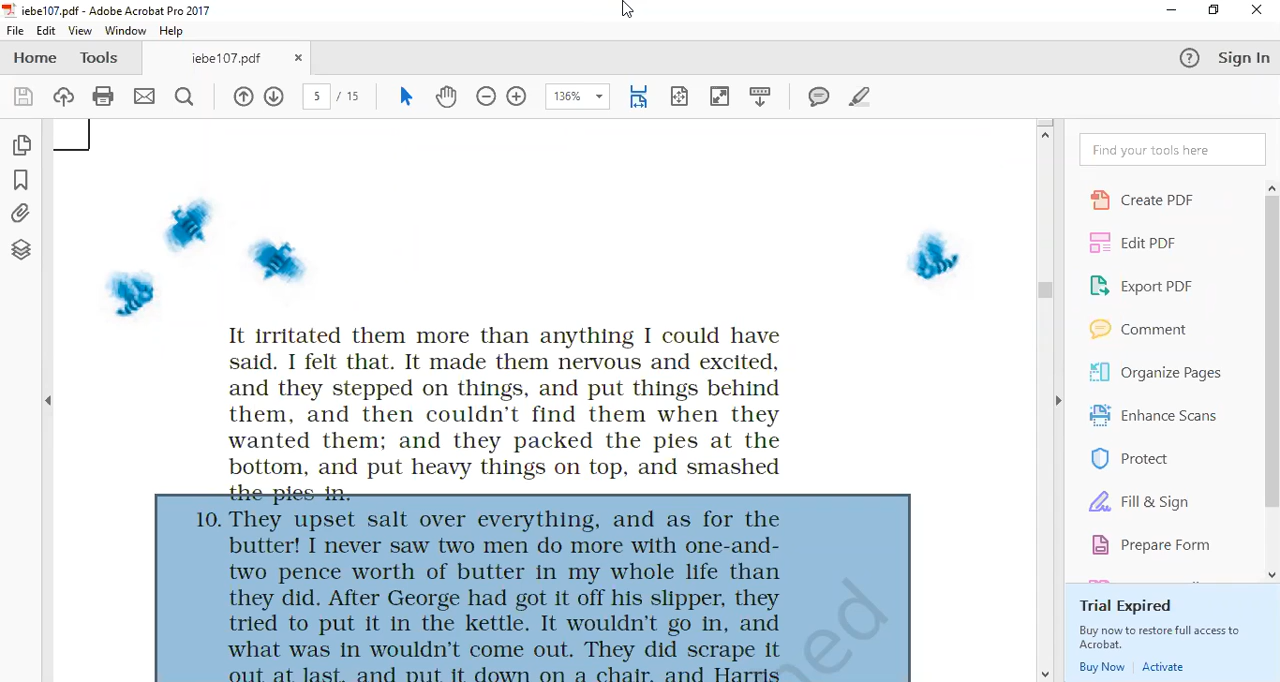 iebe107.pdf - Adobe Acrobat Pro 2017
File Edit View Window Help
Home Tools iebe107.pdf × Sign In
5 / 15 136%
Find your tools here
Create PDF
Edit PDF
Export PDF
Comment
Organize Pages
Enhance Scans
Protect
Fill & Sign
Prepare Form
Trial Expired
Buy now to restore full access to
Acrobat.
Buy Now Activate
It irritated them more than anything I could have
said. I felt that. It made them nervous and excited,
and they stepped on things, and put things behind
them, and then couldn't find them when they
wanted them; and they packed the pies at the
bottom, and put heavy things on top, and smashed
the pies in.
10. They upset salt over everything, and as for the
butter! I never saw two men do more with one-and-
two pence worth of butter in my whole life than
they did. After George had got it off his slipper, they
tried to put it in the kettle. It wouldn't go in, and
what was in wouldn't come out. They did scrape it
out at last, and put it down on a chair, and Harris